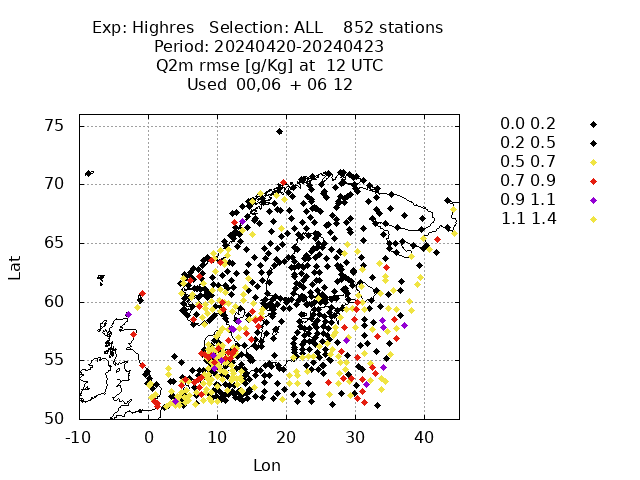 Exp: Highres Selection: ALL 852 stations
Period: 20240420-20240423
Q2m rmse [g/Kg] at 12 UTC
Used 00,06 + 06 12
75
70
65
60
55
50
-10 0 10 20 30 40
Lat
Lon
0.0 0.2
0.2 0.5
0.5 0.7
0.7 0.9
0.9 1.1
1.1 1.4